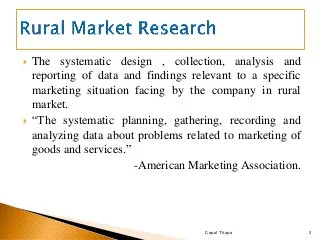 Rural Market Research
The systematic design , collection, analysis and
reporting of data and findings relevant to a specific
marketing situation facing by the company in rural
market.
“The systematic planning, gathering, recording and
analyzing data about problems related to marketing of
goods and services.”
-American Marketing Association.
Gopal Thapa 2